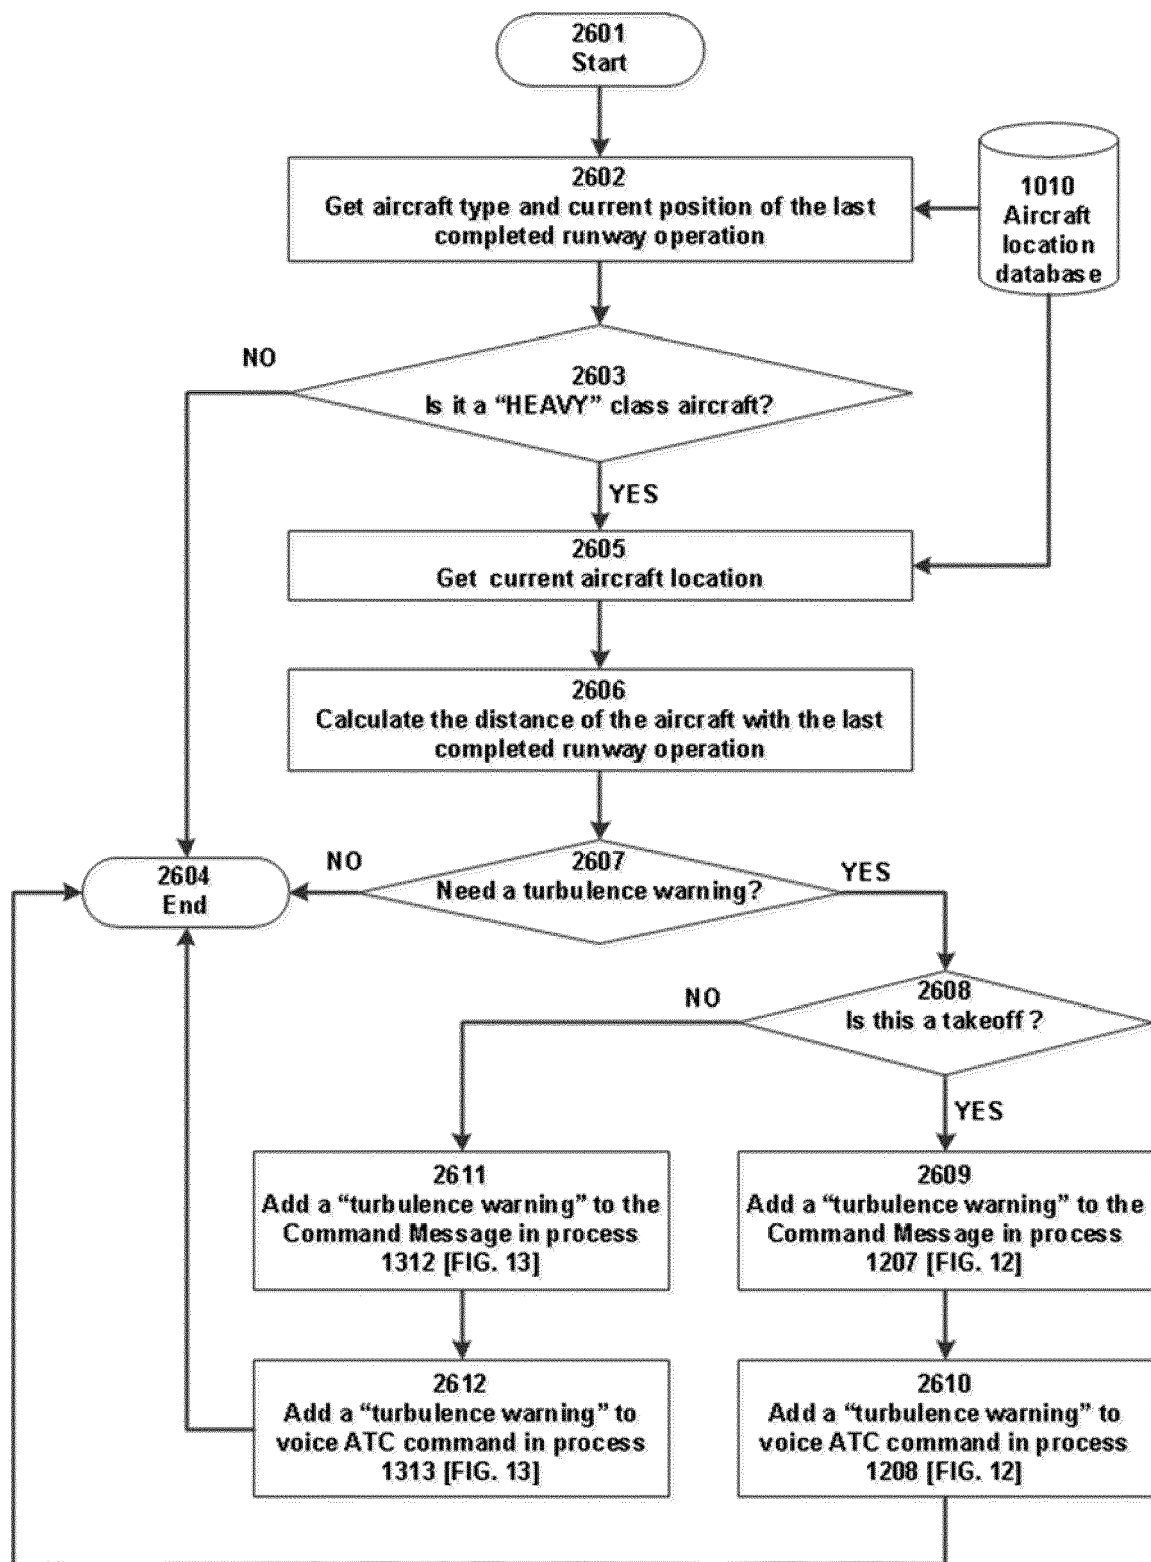 2601
Start
2602
Get aircraft type and current position of the last
completed runway operation
1010
Aircraft
location
database
NO
2603
Is it a “HEAVY” class aircraft?
YES
2605
Get current aircraft location
2606
Calculate the distance of the aircraft with the last
completed runway operation
2604
End
NO
2607
Need a turbulence warning?
YES
NO
2608
Is this a takeoff ?
YES
2611
Add a “turbulence warning” to the
Command Message in process
1312 [FIG. 13]
2609
Add a “turbulence warning” to the
Command Message in process
1207 [FIG. 12]
2612
Add a “turbulence warning” to
voice ATC command in process
1313 [FIG. 13]
2610
Add a “turbulence warning” to
voice ATC command in process
1208 [FIG. 12]